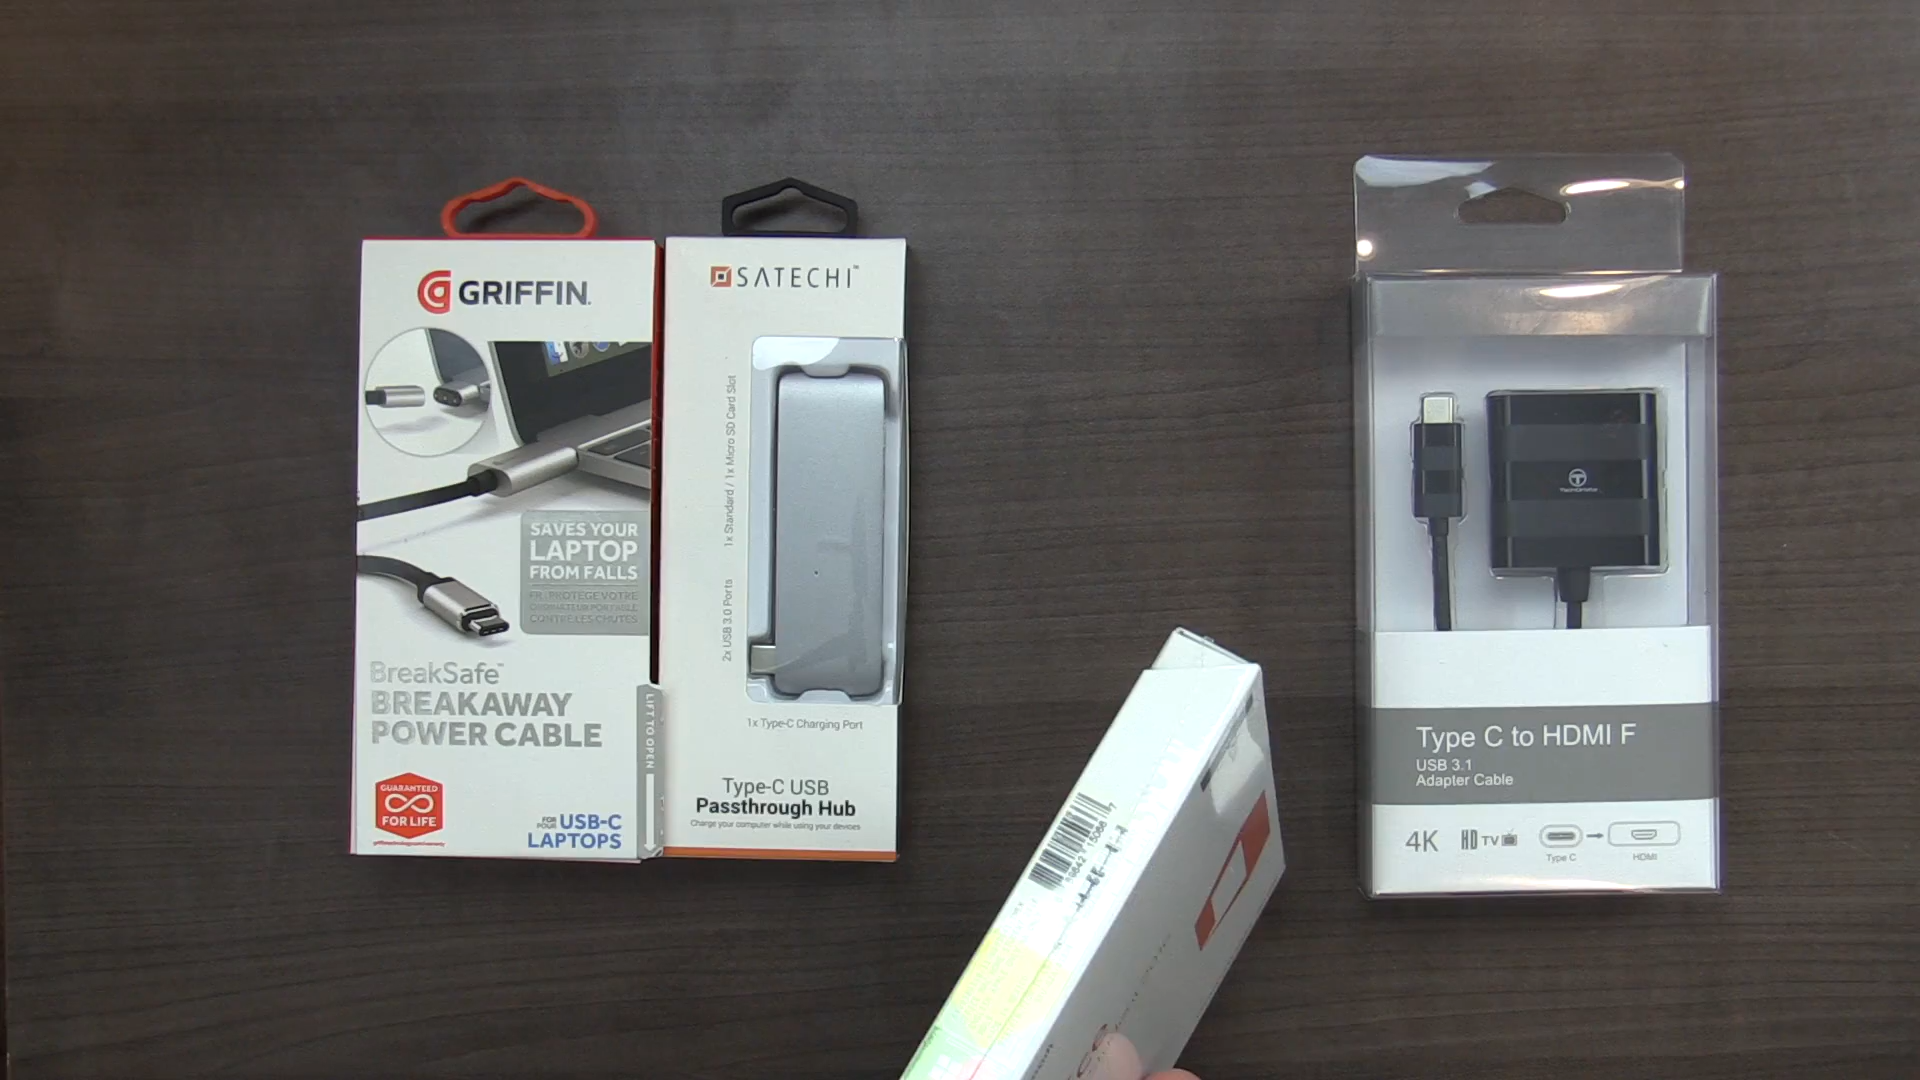 GRIFFIN.
SAVES YOUR
LAPTOP
FROM FALLS
FR: PROTÈGE VOTRE
ORDINATEUR PORTABLE
CONTRE LES CHUTES
BreakSafe™
BREAKAWAY
POWER CABLE
GUARANTEED
FOR LIFE
FOR
POUR
USB-C
LAPTOPS
LIFT TO OPEN
SATECHI™
2x USB 3.0 Ports
1x Standard / 1x Micro SD Card Slot
1x Type-C Charging Port
Type-C USB
Passthrough Hub
Charge your computer while using your devices
Type C to HDMI F
USB 3.1
Adapter Cable
4K
HD TV
Type C
HDMI